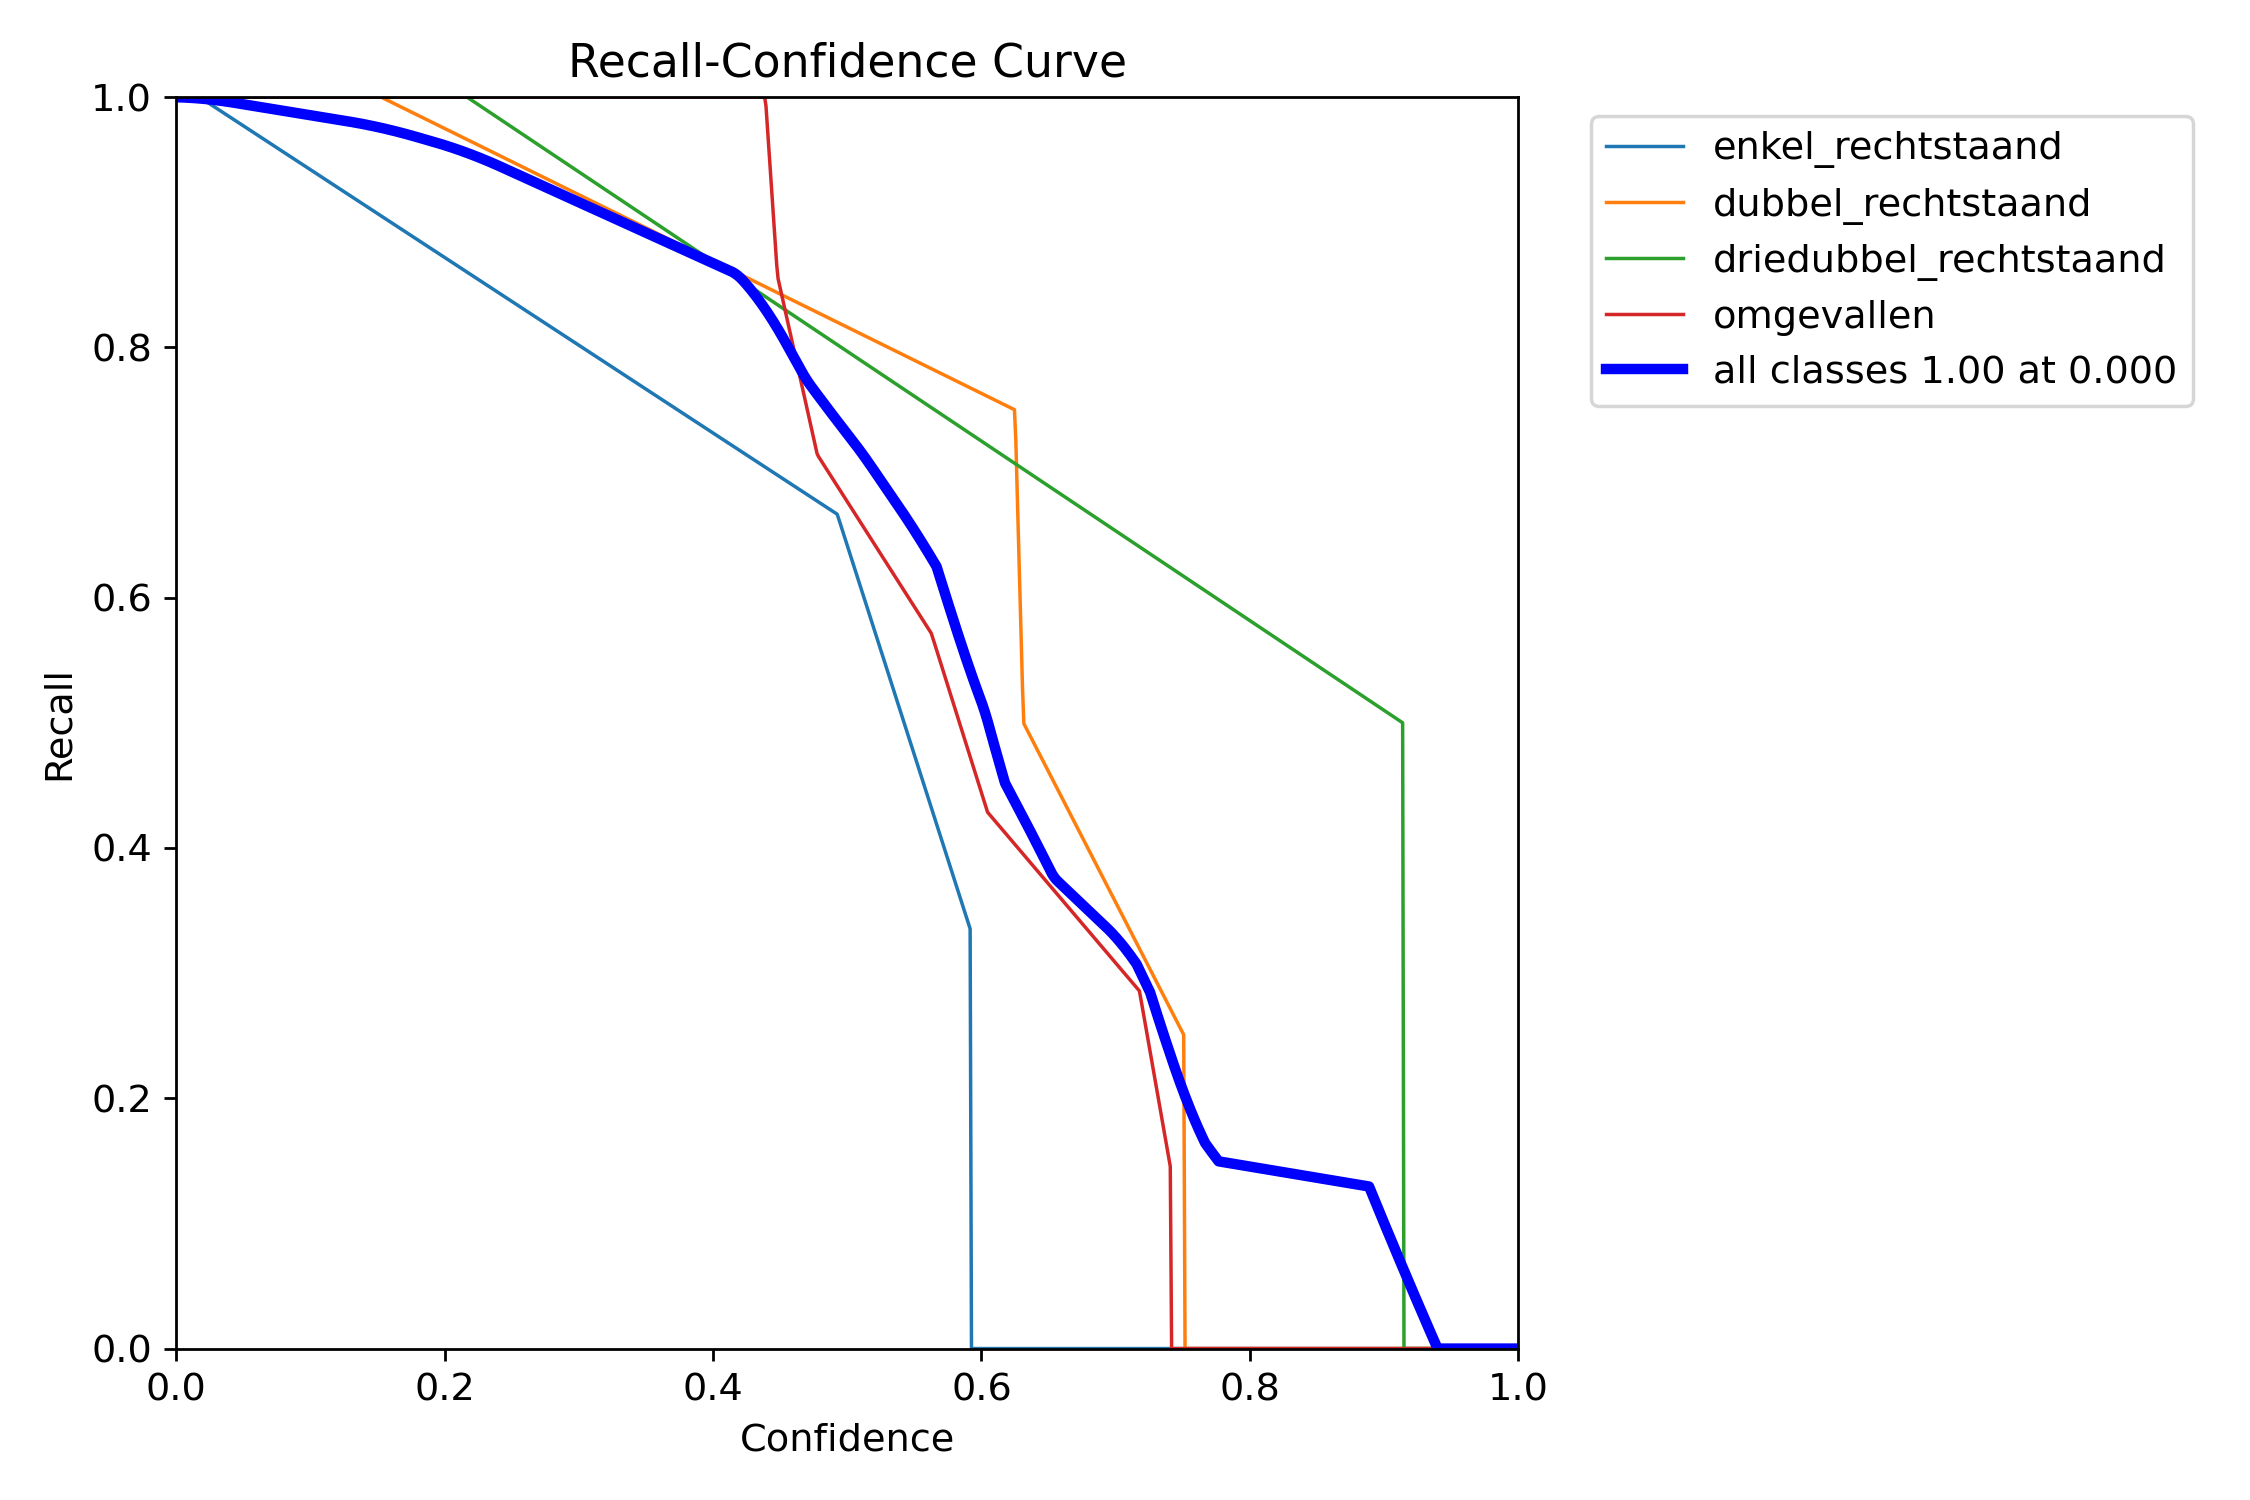 Recall-Confidence Curve
1.0
0.8
0.6
0.4
0.2
0.0
Recall
0.0 0.2 0.4 0.6 0.8 1.0
Confidence
enkel_rechtstaand
dubbel_rechtstaand
driedubbel_rechtstaand
omgevallen
all classes 1.00 at 0.000